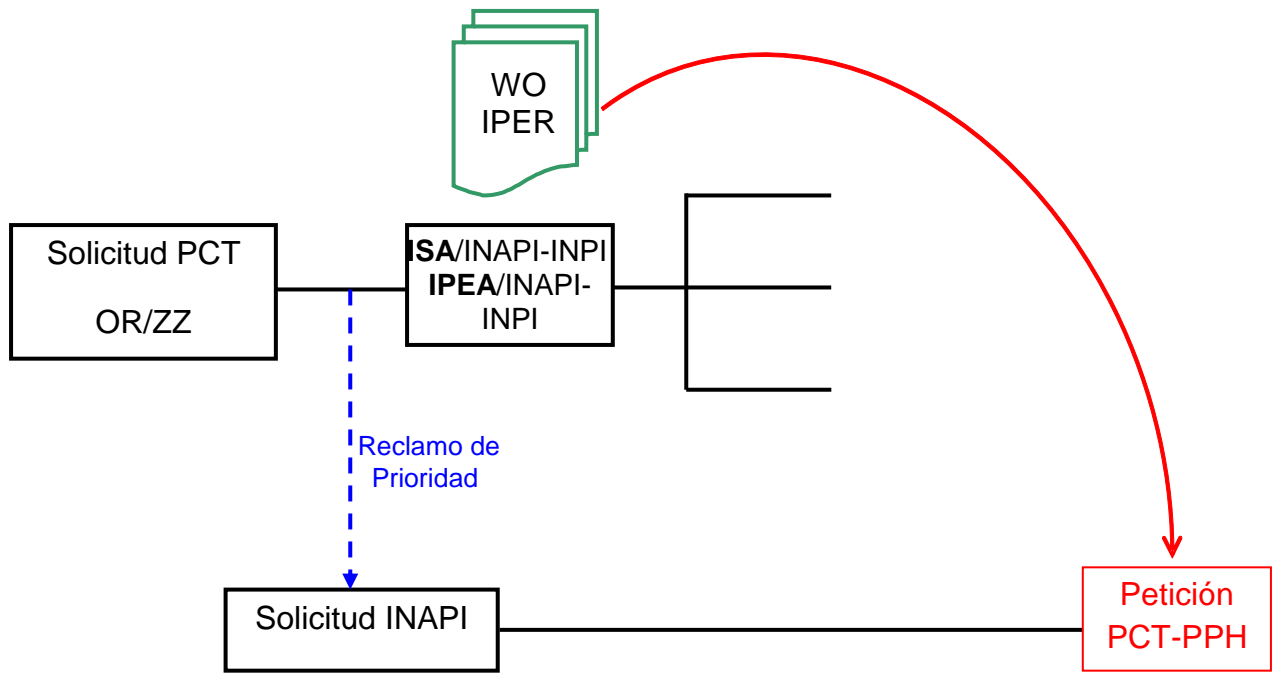 WO
IPER
Solicitud PCT
OR/ZZ
ISA/INAPI-INPI
IPEA/INAPI-
INPI
Reclamo de
Prioridad
Solicitud INAPI
Petición
PCT-PPH